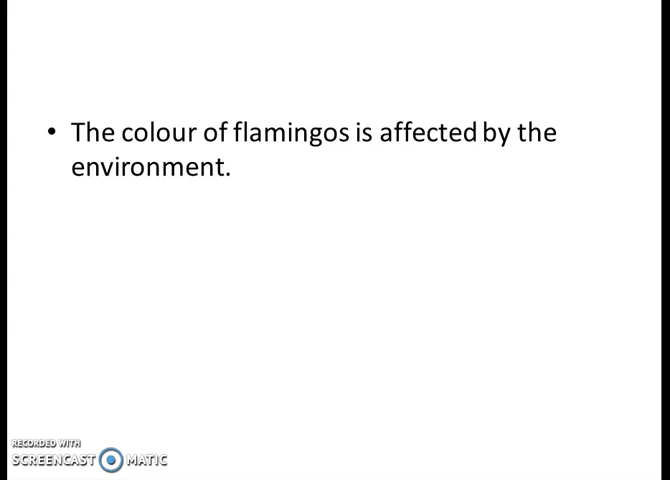 • The colour of flamingos is affected by the
environment.
RECORDED WITH
SCREENCAST MATIC